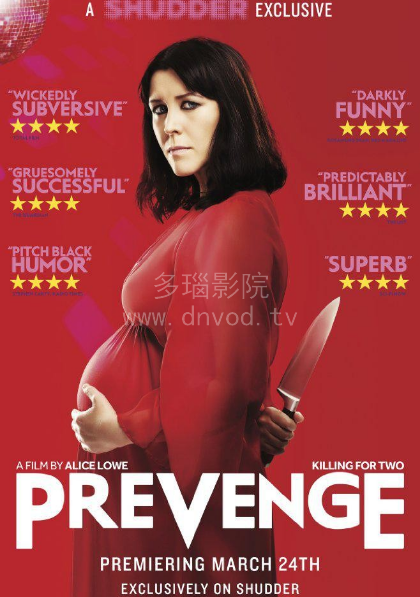 A SHUDDER EXCLUSIVE
"WICKEDLY
SUBVERSIVE"
"DARKLY
FUNNY"
"GRUESOMELY
SUCCESSFUL"
"PREDICTABLY
BRILLIANT"
"PITCH BLACK
HUMOR"
"SUPERB"
多瑙影院
www.dnvod.tv
A FILM BY ALICE LOWE
KILLING FOR TWO
PREVENGE
PREMIERING MARCH 24TH
EXCLUSIVELY ON SHUDDER